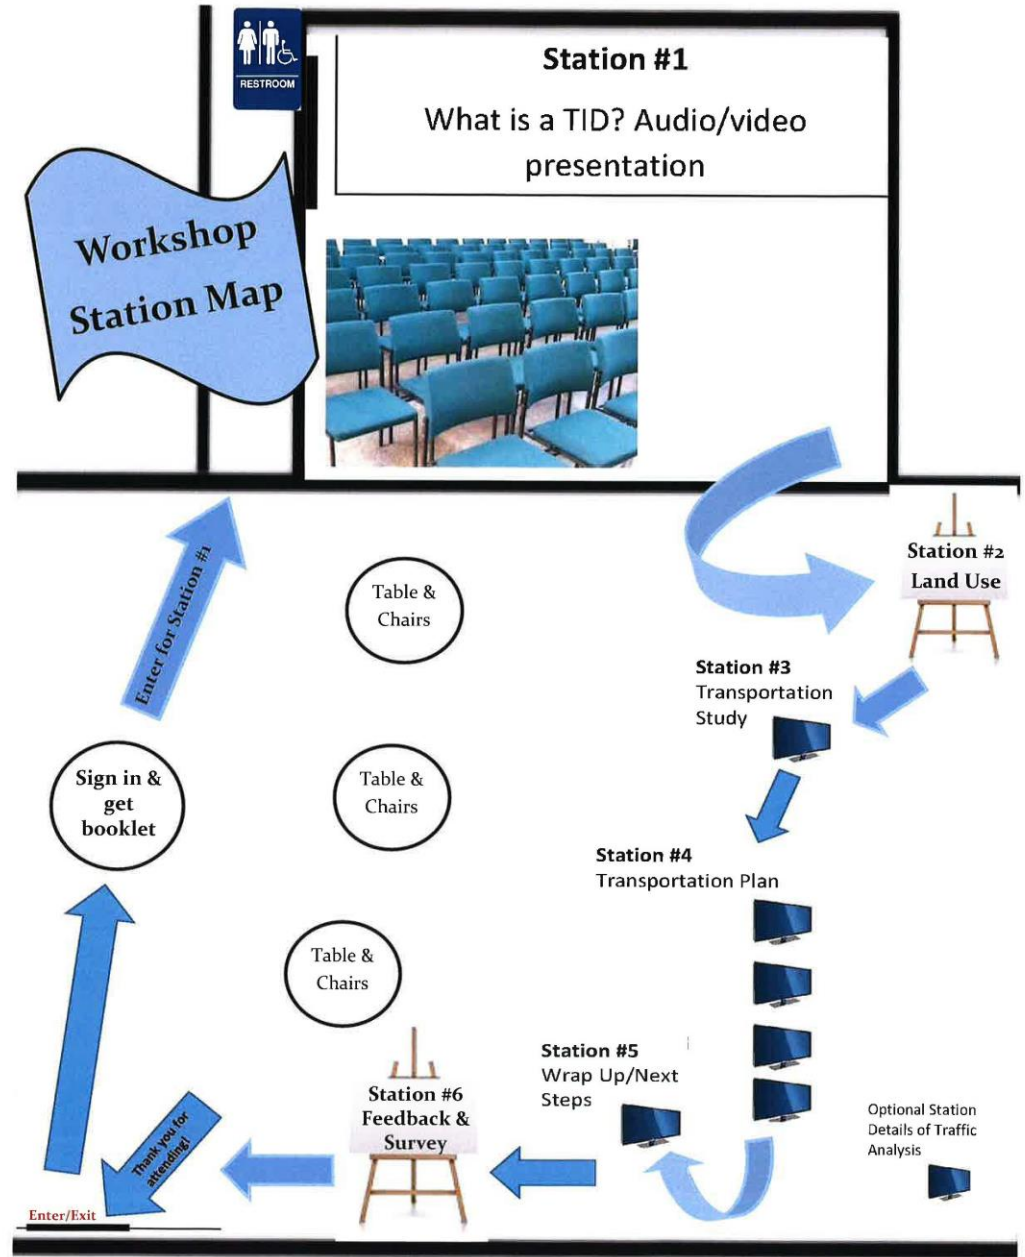 RESTROOM
Station #1
What is a TID? Audio/video
presentation
Workshop
Station Map
Enter for Station #1
Table &
Chairs
Station #2
Land Use
Station #3
Transportation
Study
Sign in &
get
booklet
Table &
Chairs
Station #4
Transportation Plan
Table &
Chairs
Station #5
Wrap Up/Next
Steps
Station #6
Feedback &
Survey
Optional Station
Details of Traffic
Analysis
Thank you for
attending!
Enter/Exit